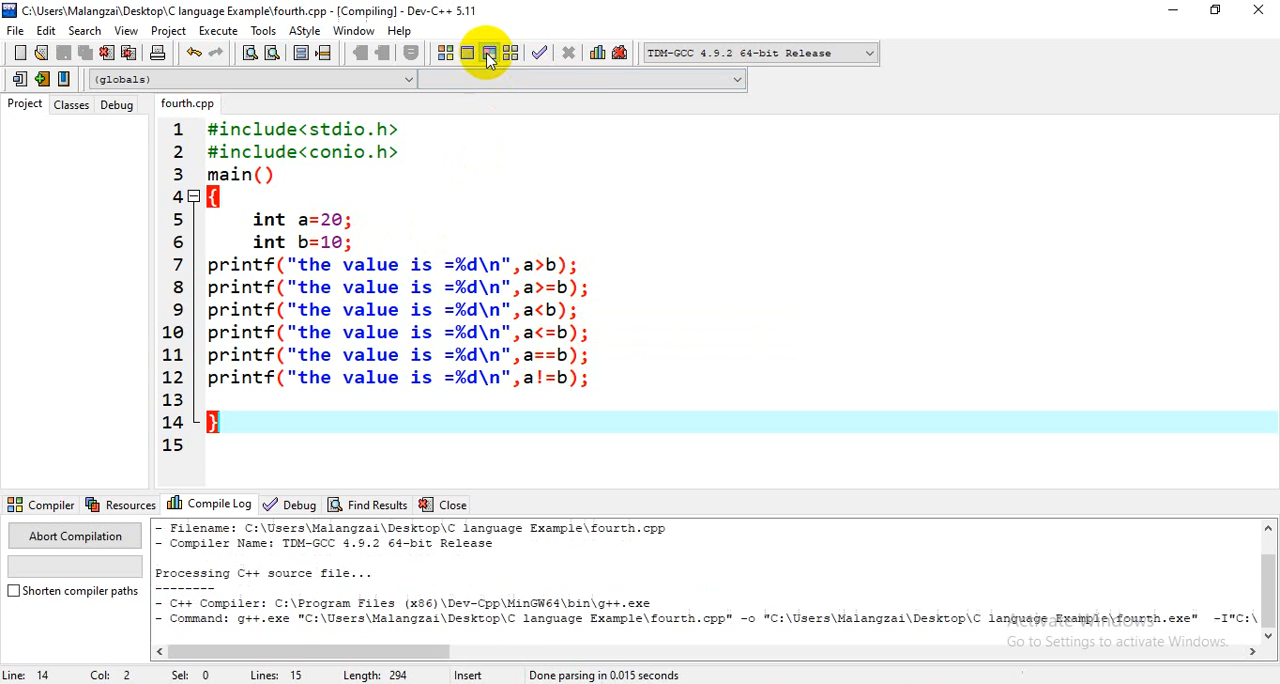 C:\Users\Malangzai\Desktop\C language Example\fourth.cpp - [Compiling] - Dev-C++ 5.11
File Edit Search View Project Execute Tools AStyle Window Help
TDM-GCC 4.9.2 64-bit Release
(globals)
Project Classes Debug fourth.cpp
1 #include<stdio.h>
2 #include<conio.h>
3 main()
4 {
5 int a=20;
6 int b=10;
7 printf("the value is =%d\n",a>b);
8 printf("the value is =%d\n",a>=b);
9 printf("the value is =%d\n",a<b);
10 printf("the value is =%d\n",a<=b);
11 printf("the value is =%d\n",a==b);
12 printf("the value is =%d\n",a!=b);
13
14 }
15
Compiler Resources Compile Log Debug Find Results Close
Abort Compilation
Shorten compiler paths
- Filename: C:\Users\Malangzai\Desktop\C language Example\fourth.cpp
- Compiler Name: TDM-GCC 4.9.2 64-bit Release
Processing C++ source file...
--------
- C++ Compiler: C:\Program Files (x86)\Dev-Cpp\MinGW64\bin\g++.exe
- Command: g++.exe "C:\Users\Malangzai\Desktop\C language Example\fourth.cpp" -o "C:\Users\Malangzai\Desktop\C language Example\fourth.exe" -I"C:\
Activate Windows
Go to Settings to activate Windows.
Line: 14 Col: 2 Sel: 0 Lines: 15 Length: 294 Insert Done parsing in 0.015 seconds